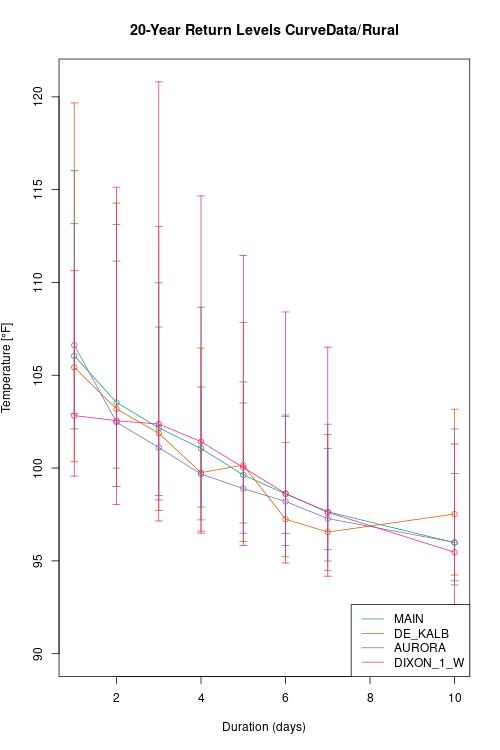 20-Year Return Levels CurveData/Rural
Temperature [°F]
120
115
110
105
100
95
90
2
4
6
8
10
Duration (days)
MAIN
DE_KALB
AURORA
DIXON_1_W